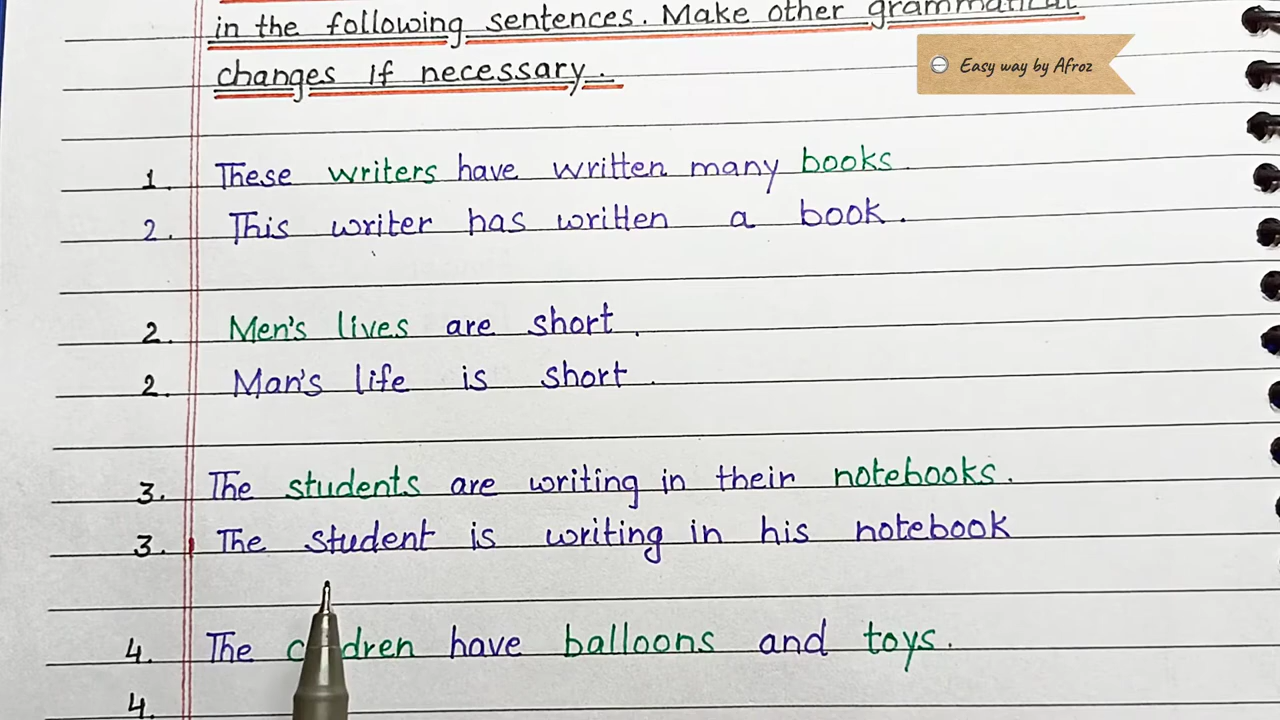 in the following sentences. Make other grammatical
changes if necessary.
Easy way by Afroz
1. These writers have written many books.
2. This writer has written a book.
2. Men's lives are short.
2. Man's life is short.
3. The students are writing in their notebooks.
3. The student is writing in his notebook
4. The have balloons and toys.
4.